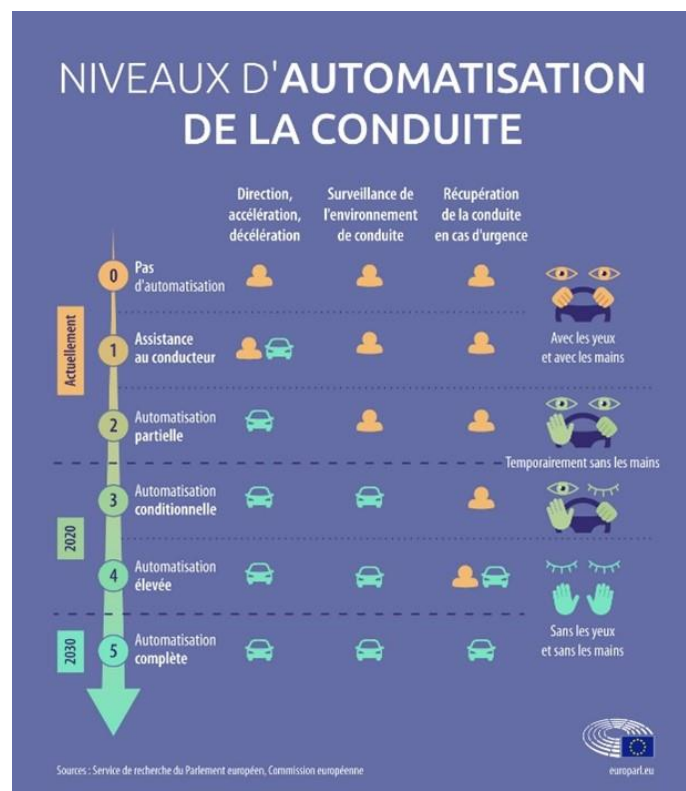 NIVEAUX D'AUTOMATISATION
DE LA CONDUITE
Direction,
accélération,
décélération
Surveillance de
l'environnement
de conduite
Récupération
de la conduite
en cas d'urgence
Actuellement
0
Pas
d'automatisation
Avec les yeux
et avec les mains
1
Assistance
au conducteur
2
Automatisation
partielle
Temporairement sans les mains
2020
3
Automatisation
conditionnelle
4
Automatisation
élevée
Sans les yeux
et sans les mains
2030
5
Automatisation
complète
Sources : Service de recherche du Parlement européen, Commission européenne
europarl.eu